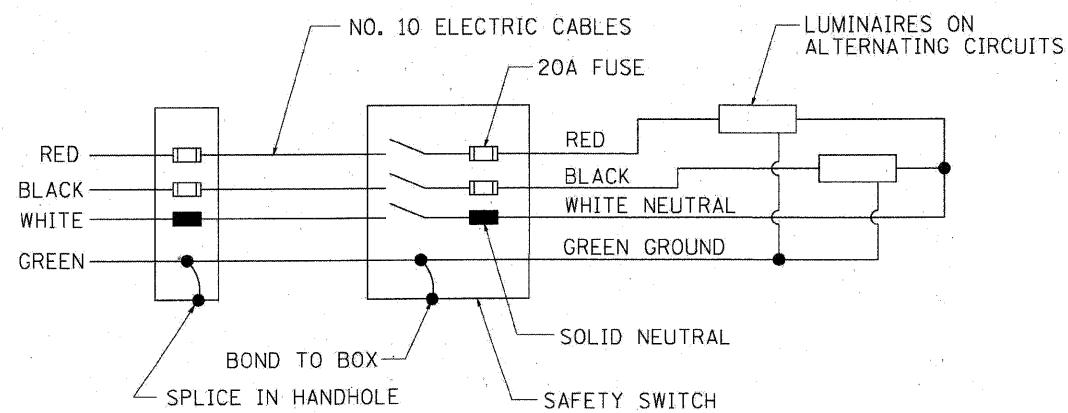 NO. 10 ELECTRIC CABLES
LUMINAIRES ON
ALTERNATING CIRCUITS
20A FUSE
RED
RED
BLACK
BLACK
WHITE
WHITE NEUTRAL
GREEN
GREEN GROUND
SOLID NEUTRAL
BOND TO BOX
SPLICE IN HANDHOLE
SAFETY SWITCH